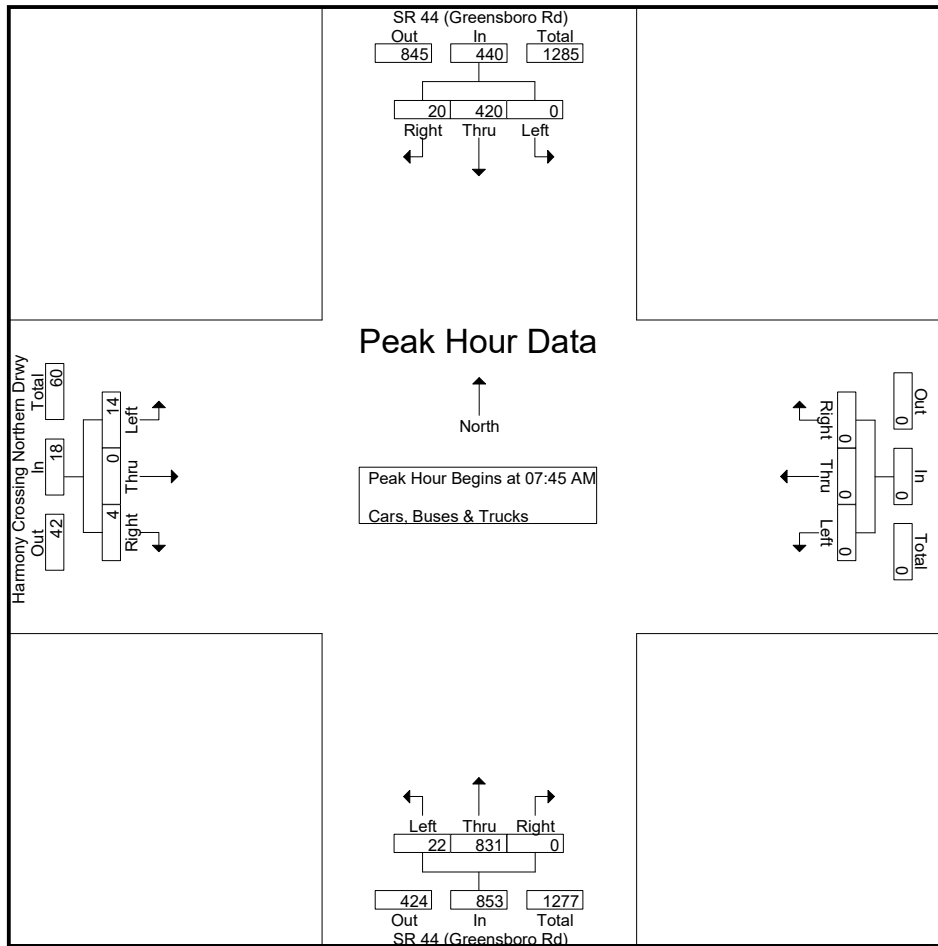 SR 44 (Greensboro Rd)
Out In Total
845 440 1285
20 420 0
Right Thru Left
Peak Hour Data
North
Peak Hour Begins at 07:45 AM
Cars, Buses & Trucks
Harmony Crossing Northern Drwy
Out In Total
42 18 60
14 0 4
Left Thru Right
Out In Total
0 0 0
Right Thru Left
0 0 0
Left Thru Right
22 831 0
424 853 1277
Out In Total
SR 44 (Greensboro Rd)